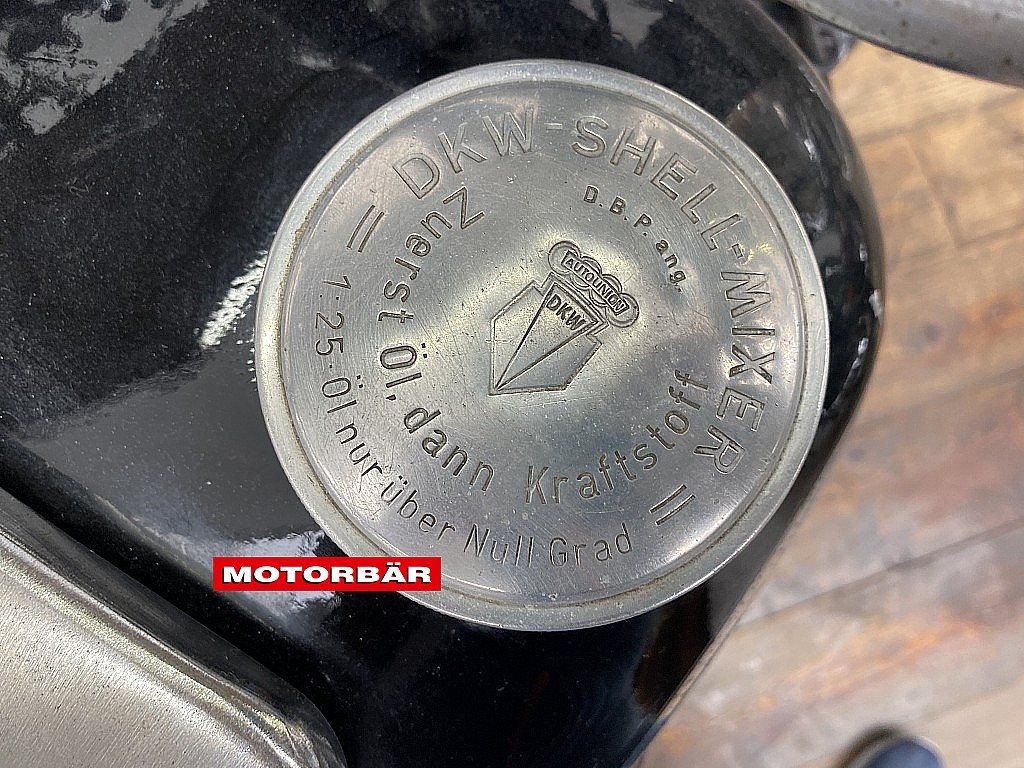 = DKW-SHELL-MIXER =
D.B.P. ang.
AUTO UNION
DKW
Zuerst Öl, dann Kraftstoff
1:25·Öl nur über Null Grad
MOTORBÄR